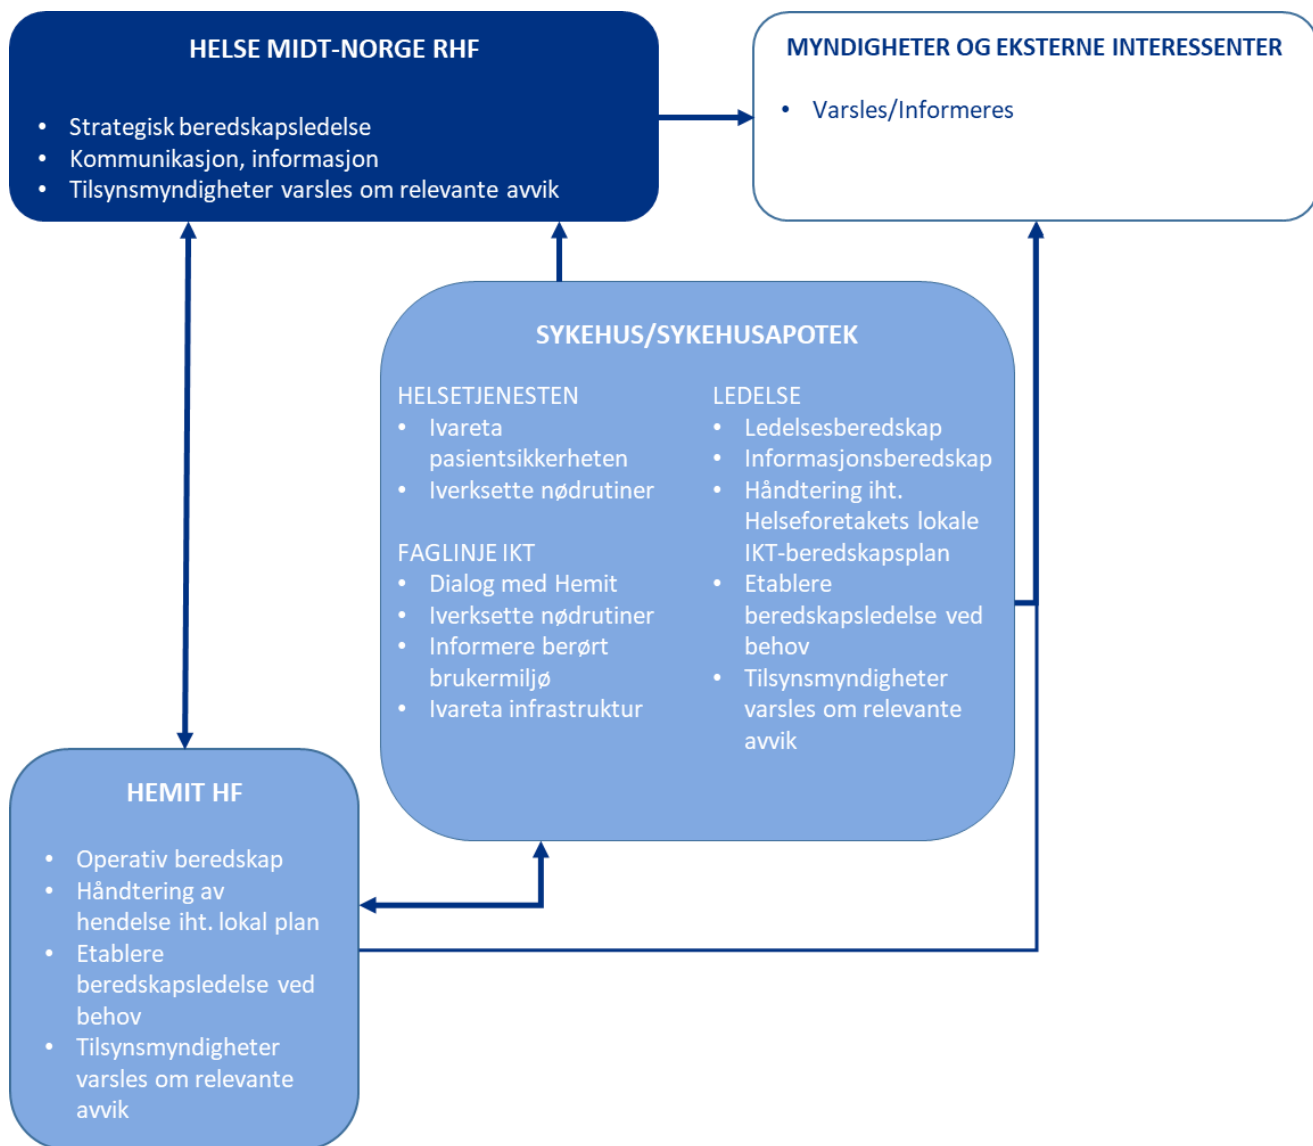 HELSE MIDT-NORGE RHF
• Strategisk beredskapsledelse
• Kommunikasjon, informasjon
• Tilsynsmyndigheter varsles om relevante avvik
MYNDIGHETER OG EKSTERNE INTERESSENTER
• Varsles/Informeres
SYKEHUS/SYKEHUSAPOTEK
HELSETJENESTEN
• Ivareta
pasientsikkerheten
• Iverksette nødrutiner
FAGLINJE IKT
• Dialog med Hemit
• Iverksette nødrutiner
• Informere berørt
brukermiljø
• Ivareta infrastruktur
LEDELSE
• Ledelsesberedskap
• Informasjonsberedskap
• Håndtering iht.
Helseforetakets lokale
IKT-beredskapsplan
• Etablere
beredskapsledelse ved
behov
• Tilsynsmyndigheter
varsles om relevante
avvik
HEMIT HF
• Operativ beredskap
• Håndtering av
hendelse iht. lokal plan
• Etablere
beredskapsledelse ved
behov
• Tilsynsmyndigheter
varsles om relevante
avvik